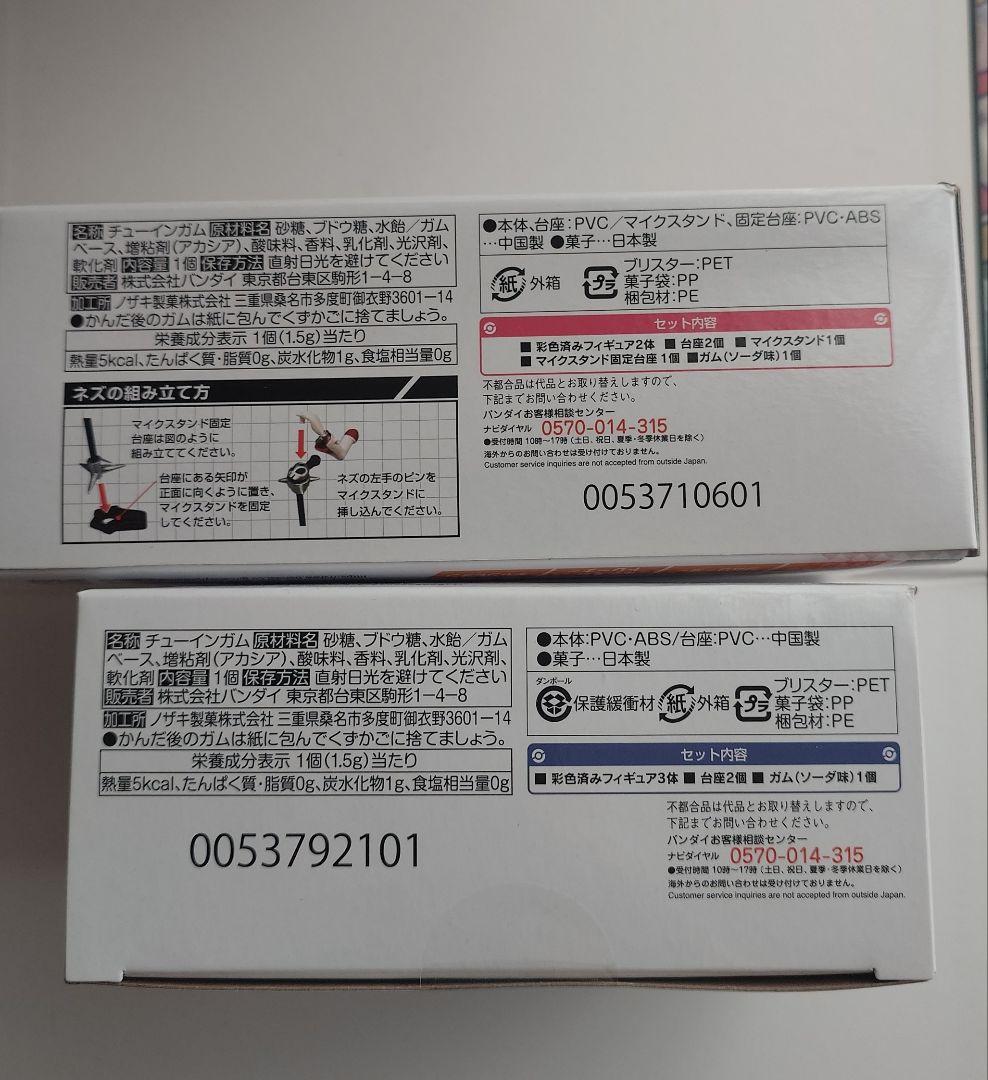 名称 チューインガム 原材料名 砂糖、ブドウ糖、水飴／ガム
ベース、増粘剤(アカシア)、酸味料、香料、乳化剤、光沢剤、
軟化剤 内容量 1個 保存方法 直射日光を避けてください
販売者 株式会社バンダイ 東京都台東区駒形1－4－8
加工所 ノザキ製菓株式会社 三重県桑名市多度町御衣野3601－14
●かんだ後のガムは紙に包んでくずかごに捨てましょう。
栄養成分表示 1個(1.5g)当たり
熱量5kcal、たんぱく質・脂質0g、炭水化物1g、食塩相当量0g
ネズの組み立て方
マイクスタンド固定
台座は図のように
組み立ててください。
台座にある矢印が
正面に向くように置き、
マイクスタンドを固定
してください。
ネズの左手のピンを
マイクスタンドに
挿し込んでください。
●本体、台座：PVC／マイクスタンド、固定台座：PVC・ABS
…中国製 ●菓子…日本製
紙 外箱
プラ
ブリスター：PET
菓子袋：PP
梱包材：PE
セット内容
■ 彩色済みフィギュア2体 ■ 台座2個 ■ マイクスタンド1個
■ マイクスタンド固定台座 1個 ■ガム(ソーダ味)1個
不都合品は代品とお取り替えしますので、
下記までお問い合わせください。
バンダイお客様相談センター
ナビダイヤル 0570-014-315
●受付時間 10時〜17時(土日、祝日、夏季・冬季休業日を除く)
海外からのお問い合わせは受け付けておりません。
Customer service inquiries are not accepted from outside Japan.
0053710601
名称 チューインガム 原材料名 砂糖、ブドウ糖、水飴／ガム
ベース、増粘剤(アカシア)、酸味料、香料、乳化剤、光沢剤、
軟化剤 内容量 1個 保存方法 直射日光を避けてください
販売者 株式会社バンダイ 東京都台東区駒形1－4－8
加工所 ノザキ製菓株式会社 三重県桑名市多度町御衣野3601－14
●かんだ後のガムは紙に包んでくずかごに捨てましょう。
栄養成分表示 1個(1.5g)当たり
熱量5kcal、たんぱく質・脂質0g、炭水化物1g、食塩相当量0g
0053792101
●本体:PVC・ABS/台座:PVC…中国製
●菓子…日本製
ダンボール
保護緩衝材 紙 外箱 プラ
ブリスター：PET
菓子袋：PP
梱包材：PE
セット内容
■ 彩色済みフィギュア3体 ■ 台座2個 ■ ガム(ソーダ味)1個
不都合品は代品とお取り替えしますので、
下記までお問い合わせください。
バンダイお客様相談センター
ナビダイヤル 0570-014-315
●受付時間 10時〜17時(土日、祝日、夏季・冬季休業日を除く)
海外からのお問い合わせは受け付けておりません。
Customer service inquiries are not accepted from outside Japan.